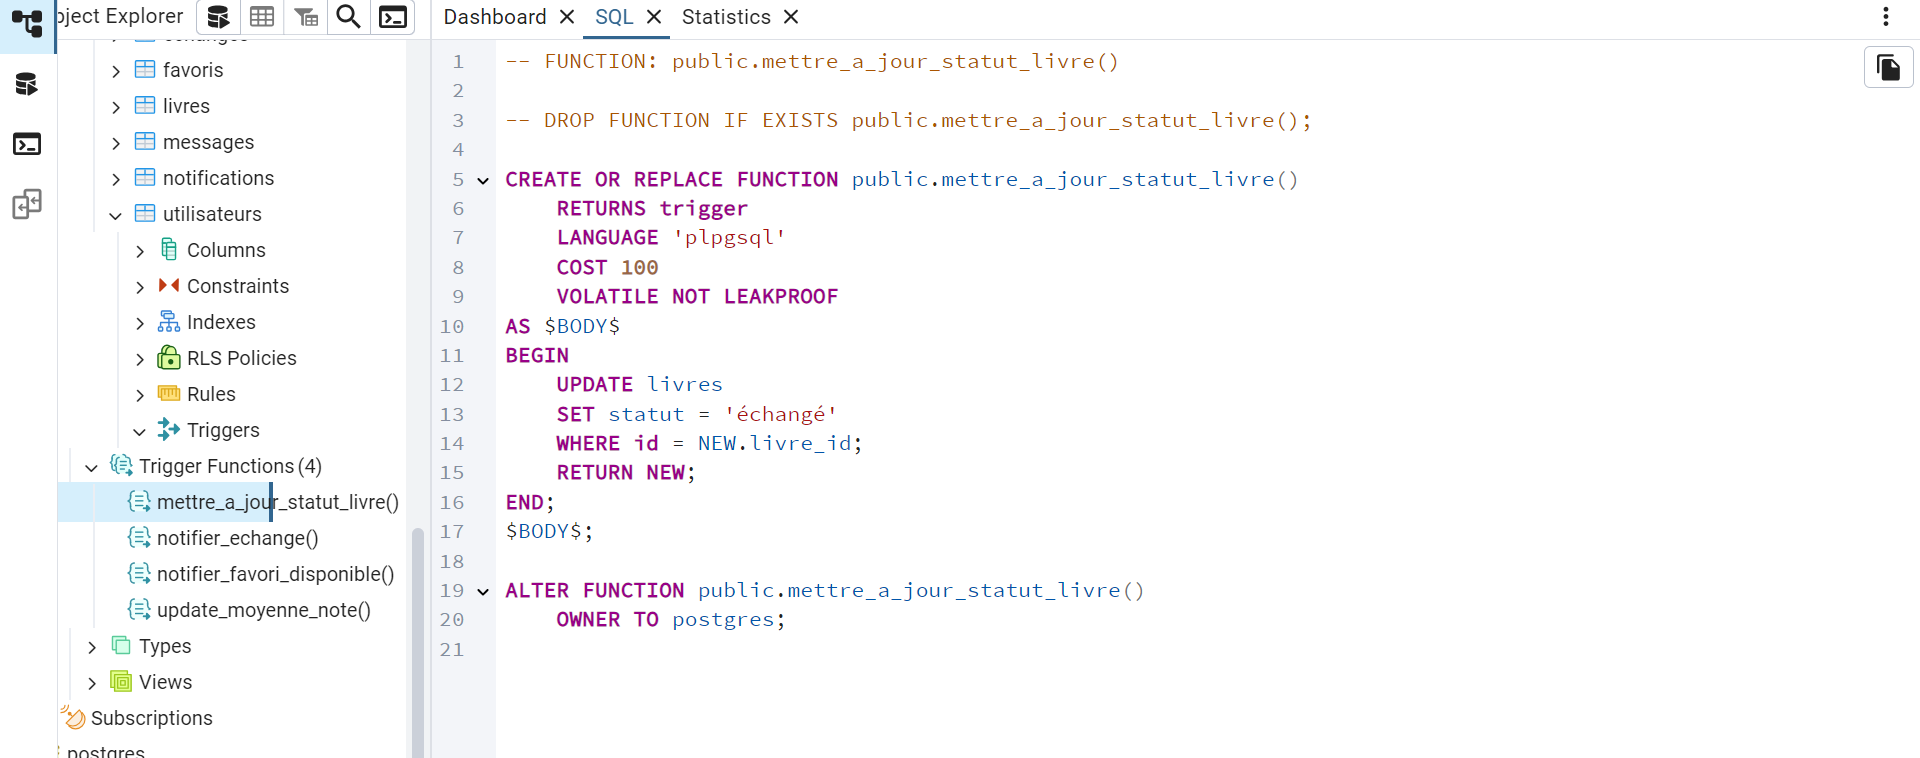 Object Explorer
favoris
livres
messages
notifications
utilisateurs
Columns
Constraints
Indexes
RLS Policies
Rules
Triggers
Trigger Functions (4)
mettre_a_jour_statut_livre()
notifier_echange()
notifier_favori_disponible()
update_moyenne_note()
Types
Views
Subscriptions
postgres
Dashboard
SQL
Statistics
1 -- FUNCTION: public.mettre_a_jour_statut_livre()
2
3 -- DROP FUNCTION IF EXISTS public.mettre_a_jour_statut_livre();
4
5 CREATE OR REPLACE FUNCTION public.mettre_a_jour_statut_livre()
6 RETURNS trigger
7 LANGUAGE 'plpgsql'
8 COST 100
9 VOLATILE NOT LEAKPROOF
10 AS $BODY$
11 BEGIN
12 UPDATE livres
13 SET statut = 'échangé'
14 WHERE id = NEW.livre_id;
15 RETURN NEW;
16 END;
17 $BODY$;
18
19 ALTER FUNCTION public.mettre_a_jour_statut_livre()
20 OWNER TO postgres;
21